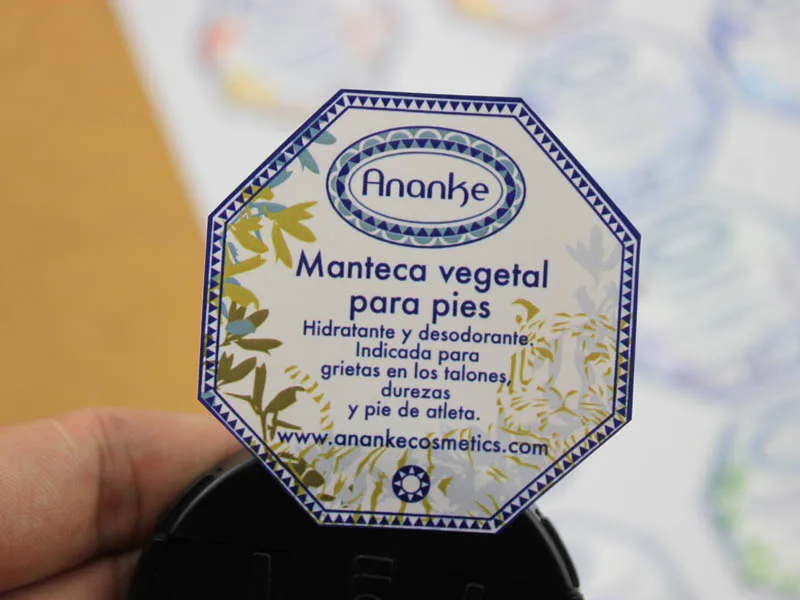 Ananke
Manteca vegetal
para pies
Hidratante y desodorante.
Indicada para
grietas en los talones,
durezas
y pie de atleta.
www.anankecosmetics.com